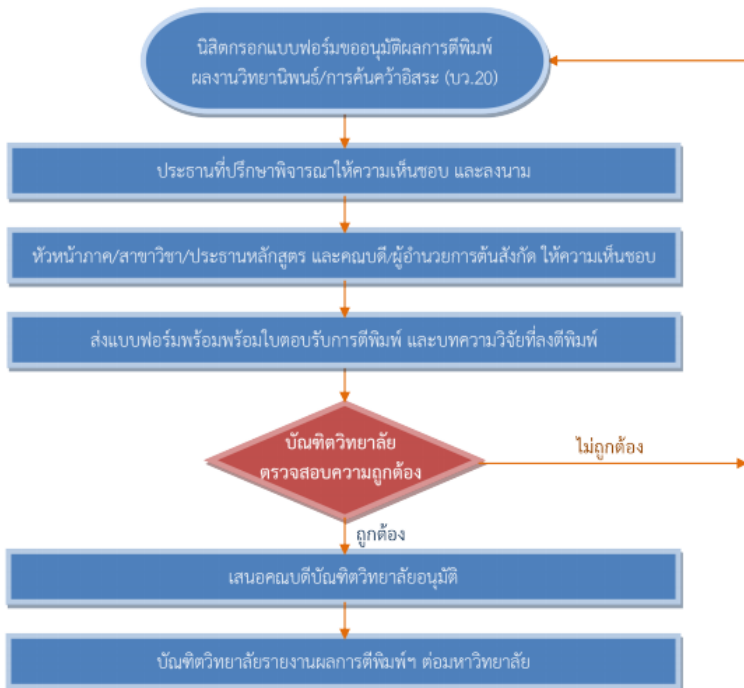 นิสิตกรอกแบบฟอร์มขออนุมัติผลการตีพิมพ์
ผลงานวิทยานิพนธ์/การค้นคว้าอิสระ (บว.20)
ประธานที่ปรึกษาพิจารณาให้ความเห็นชอบ และลงนาม
หัวหน้าภาค/สาขาวิชา/ประธานหลักสูตร และคณบดี/ผู้อำนวยการต้นสังกัด ให้ความเห็นชอบ
ส่งแบบฟอร์มพร้อมพร้อมใบตอบรับการตีพิมพ์ และบทความวิจัยที่ลงตีพิมพ์
บัณฑิตวิทยาลัย
ตรวจสอบความถูกต้อง
ไม่ถูกต้อง
ถูกต้อง
เสนอคณบดีบัณฑิตวิทยาลัยอนุมัติ
บัณฑิตวิทยาลัยรายงานผลการตีพิมพ์ฯ ต่อมหาวิทยาลัย